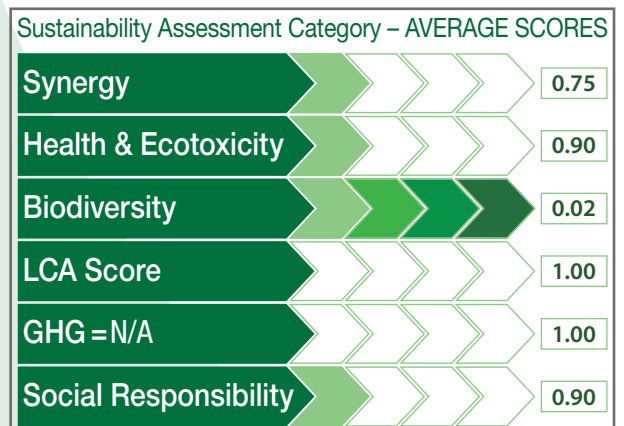 Sustainability Assessment Category – AVERAGE SCORES
Synergy 0.75
Health & Ecotoxicity 0.90
Biodiversity 0.02
LCA Score 1.00
GHG = N/A 1.00
Social Responsibility 0.90